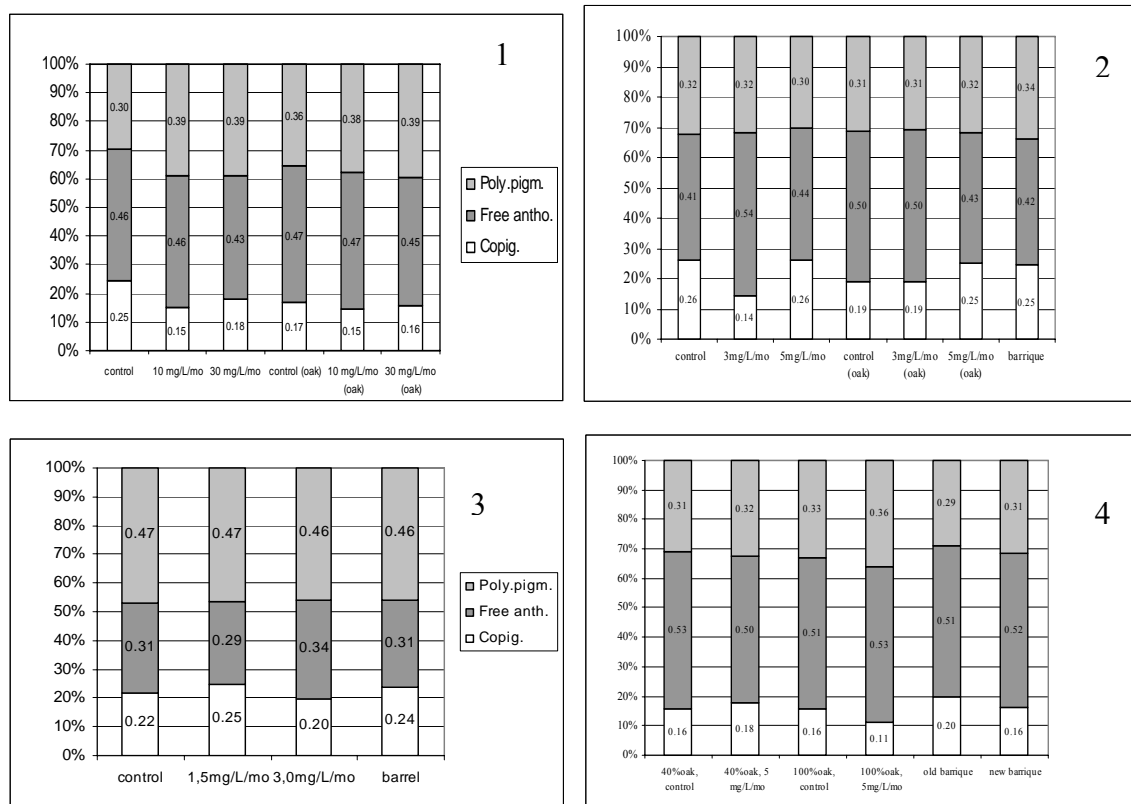 1
100%
90%
80%
70%
60%
50%
40%
30%
20%
10%
0%
0.30 0.39 0.39 0.36 0.38 0.39
0.46 0.46 0.43 0.47 0.47 0.45
0.25 0.15 0.18 0.17 0.15 0.16
control 10 mg/L/mo 30 mg/L/mo control (oak) 10 mg/L/mo 30 mg/L/mo
(oak) (oak)
Poly.pigm.
Free antho.
Copig.
2
100%
90%
80%
70%
60%
50%
40%
30%
20%
10%
0%
0.32 0.32 0.30 0.31 0.31 0.32 0.34
0.41 0.54 0.44 0.50 0.50 0.43 0.42
0.26 0.14 0.26 0.19 0.19 0.25 0.25
control 3mg/L/mo 5mg/L/mo control 3mg/L/mo 5mg/L/mo barrique
(oak) (oak) (oak)
3
100%
90%
80%
70%
60%
50%
40%
30%
20%
10%
0%
0.47 0.47 0.46 0.46
0.31 0.29 0.34 0.31
0.22 0.25 0.20 0.24
control 1,5mg/L/mo 3,0mg/L/mo barrel
Poly.pigm.
Free anth.
Copig.
4
100%
90%
80%
70%
60%
50%
40%
30%
20%
10%
0%
0.31 0.32 0.33 0.36 0.29 0.31
0.53 0.50 0.51 0.53 0.51 0.52
0.16 0.18 0.16 0.11 0.20 0.16
40%oak, 40%oak, 5 100%oak, 100%oak, old barrique new barrique
control mg/L/mo control 5mg/L/mo